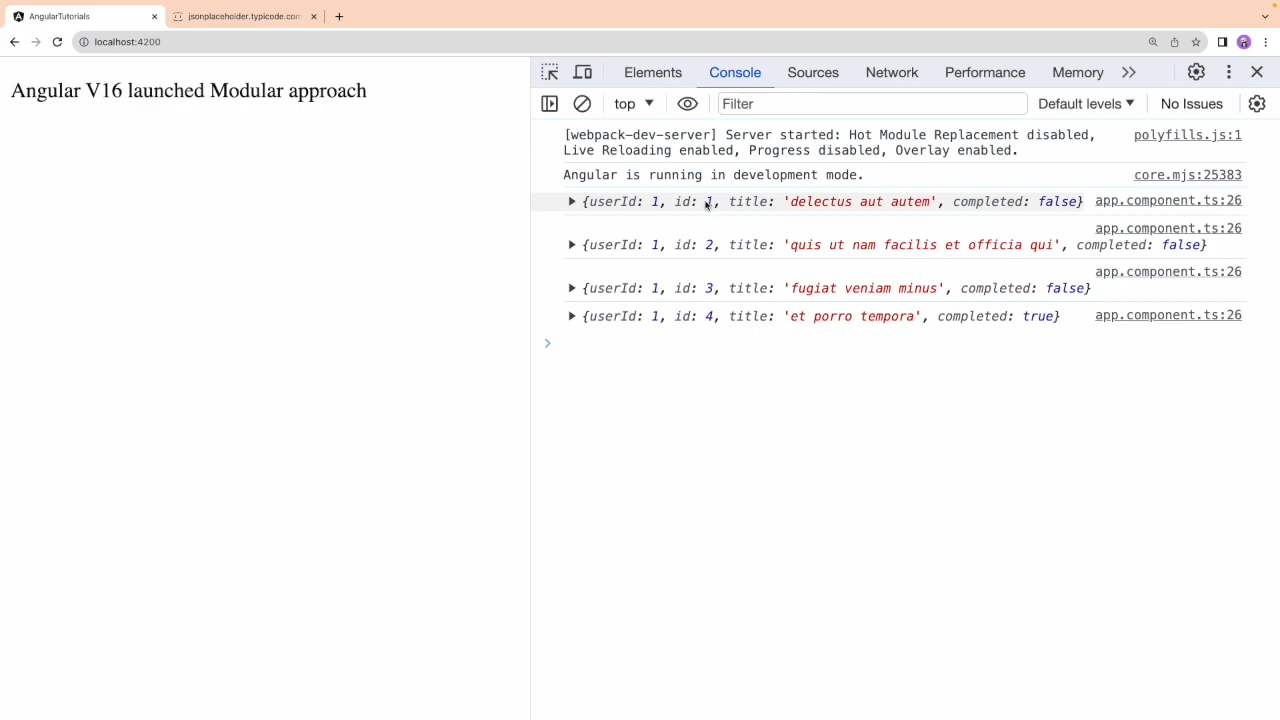 AngularTutorials
jsonplaceholder.typicode.com
localhost:4200
Angular V16 launched Modular approach
Elements Console Sources Network Performance Memory
top Filter Default levels No Issues
[webpack-dev-server] Server started: Hot Module Replacement disabled, polyfills.js:1
Live Reloading enabled, Progress disabled, Overlay enabled.
Angular is running in development mode. core.mjs:25383
{userId: 1, id: 1, title: 'delectus aut autem', completed: false} app.component.ts:26
app.component.ts:26
{userId: 1, id: 2, title: 'quis ut nam facilis et officia qui', completed: false}
app.component.ts:26
{userId: 1, id: 3, title: 'fugiat veniam minus', completed: false}
{userId: 1, id: 4, title: 'et porro tempora', completed: true} app.component.ts:26